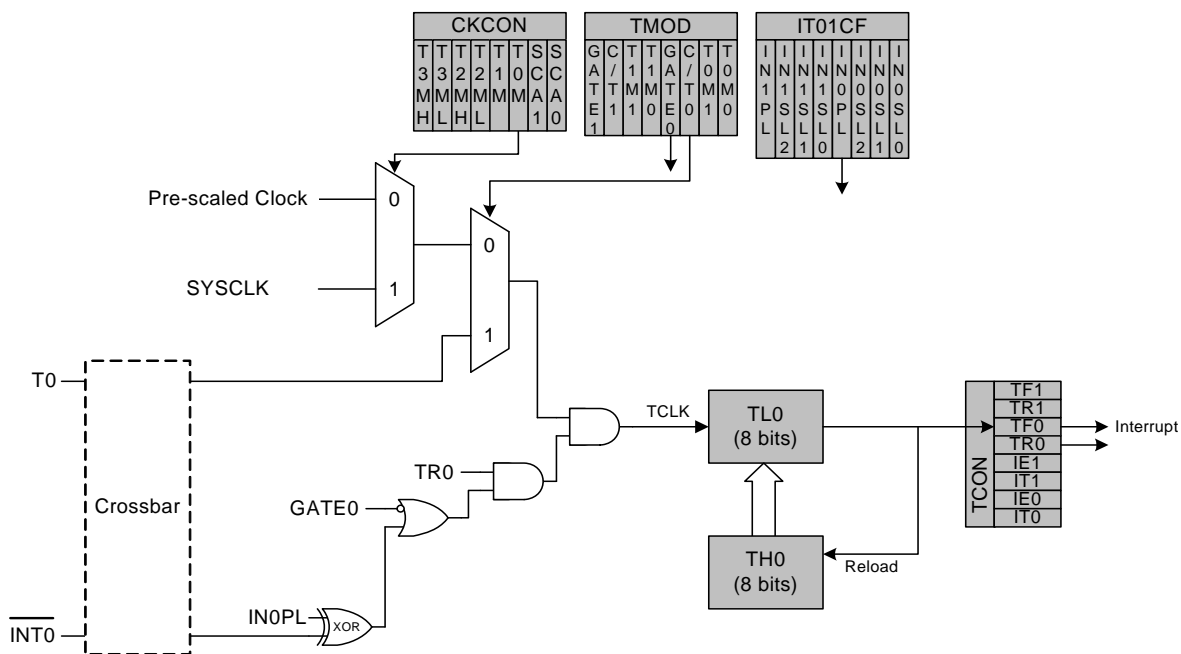 CKCON
T3MH
T3ML
T2MH
T2ML
T1M
T0M
SCA1
SCA0
TMOD
GATE1
C/T1
T1M1
T1M0
GATE0
C/T0
T0M1
T0M0
IT01CF
IN1PL
IN1SL2
IN1SL1
IN1SL0
IN0PL
IN0SL2
IN0SL1
IN0SL0
Pre-scaled Clock
0
SYSCLK
1
0
1
T0
Crossbar
INT0
GATE0
IN0PL
XOR
TR0
TCLK
TL0
(8 bits)
TH0
(8 bits)
Reload
TCON
TF1
TR1
TF0
TR0
IE1
IT1
IE0
IT0
Interrupt